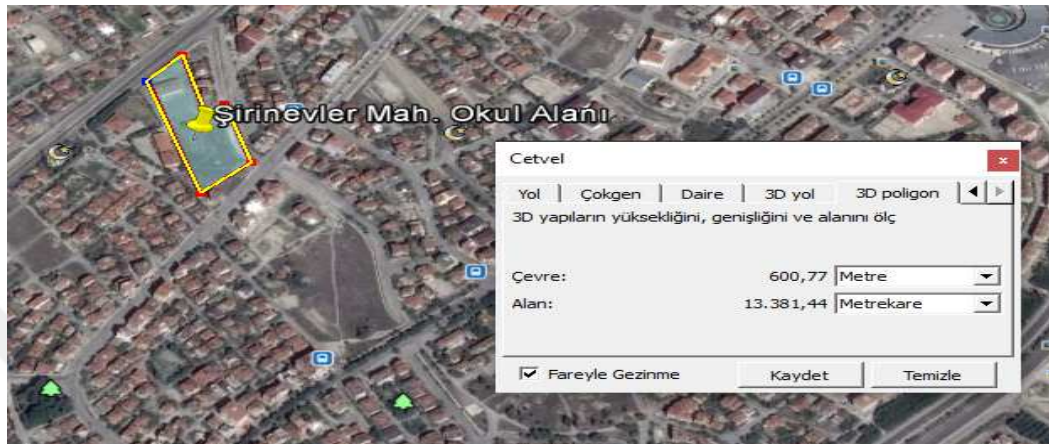 Şirinevler Mah. Okul Alanı
Cetvel
Yol | Çokgen | Daire | 3D yol | 3D poligon
3D yapıların yüksekliğini, genişliğini ve alanını ölç
Çevre: 600,77 Metre
Alan: 13.381,44 Metrekare
Fareyle Gezinme Kaydet Temizle